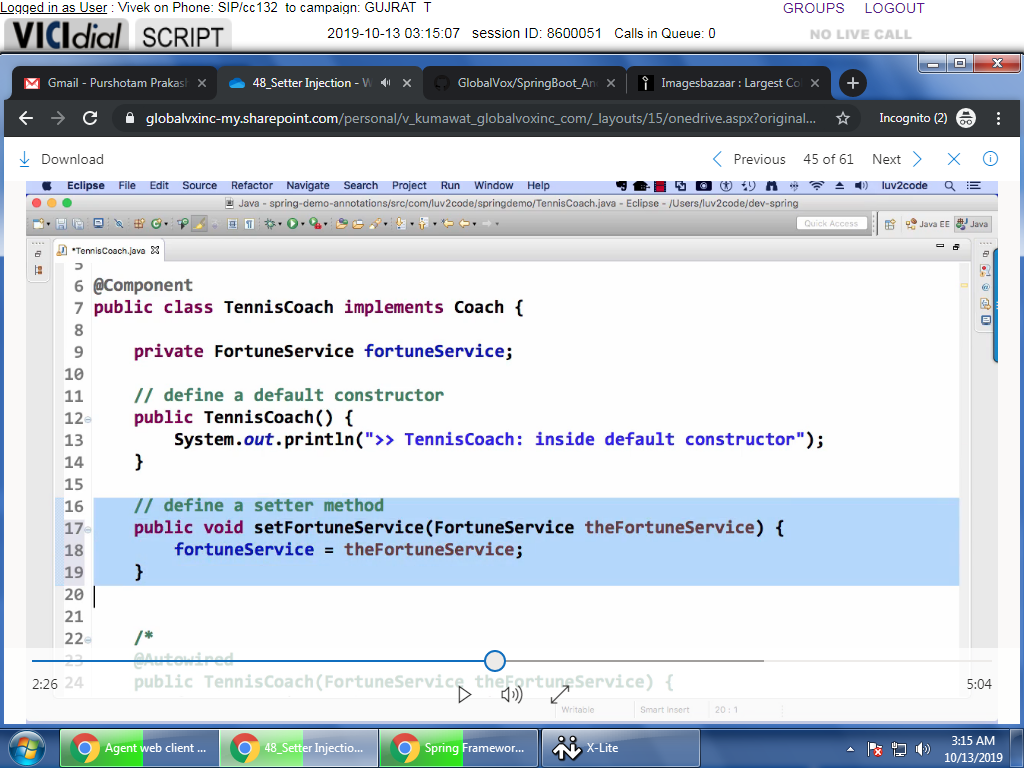 Logged in as User : Vivek on Phone: SIP/cc132 to campaign: GUJRAT T
GROUPS LOGOUT
VICIdial SCRIPT
2019-10-13 03:15:07 session ID: 8600051 Calls in Queue: 0
NO LIVE CALL
Gmail - Purshotam Prakas
48_Setter Injection - W
GlobalVox/SpringBoot_An
Imagesbazaar : Largest Co
globalvxinc-my.sharepoint.com/personal/v_kumawat_globalvoxinc_com/_layouts/15/onedrive.aspx?original...
Incognito (2)
Download
Previous 45 of 61 Next
Eclipse File Edit Source Refactor Navigate Search Project Run Window Help luv2code
Java - spring-demo-annotations/src/com/luv2code/springdemo/TennisCoach.java - Eclipse - /Users/luv2code/dev-spring
Quick Access Java EE Java
*TennisCoach.java
5
6 @Component
7 public class TennisCoach implements Coach {
8
9 private FortuneService fortuneService;
10
11 // define a default constructor
12 public TennisCoach() {
13 System.out.println(">> TennisCoach: inside default constructor");
14 }
15
16 // define a setter method
17 public void setFortuneService(FortuneService theFortuneService) {
18 fortuneService = theFortuneService;
19 }
20
21
22 /*
23 @Autowired
24 public TennisCoach(FortuneService theFortuneService) {
2:26
5:04
Writable Smart Insert 20 : 1
Agent web client ...
48_Setter Injectio...
Spring Framewor...
X-Lite
3:15 AM
10/13/2019